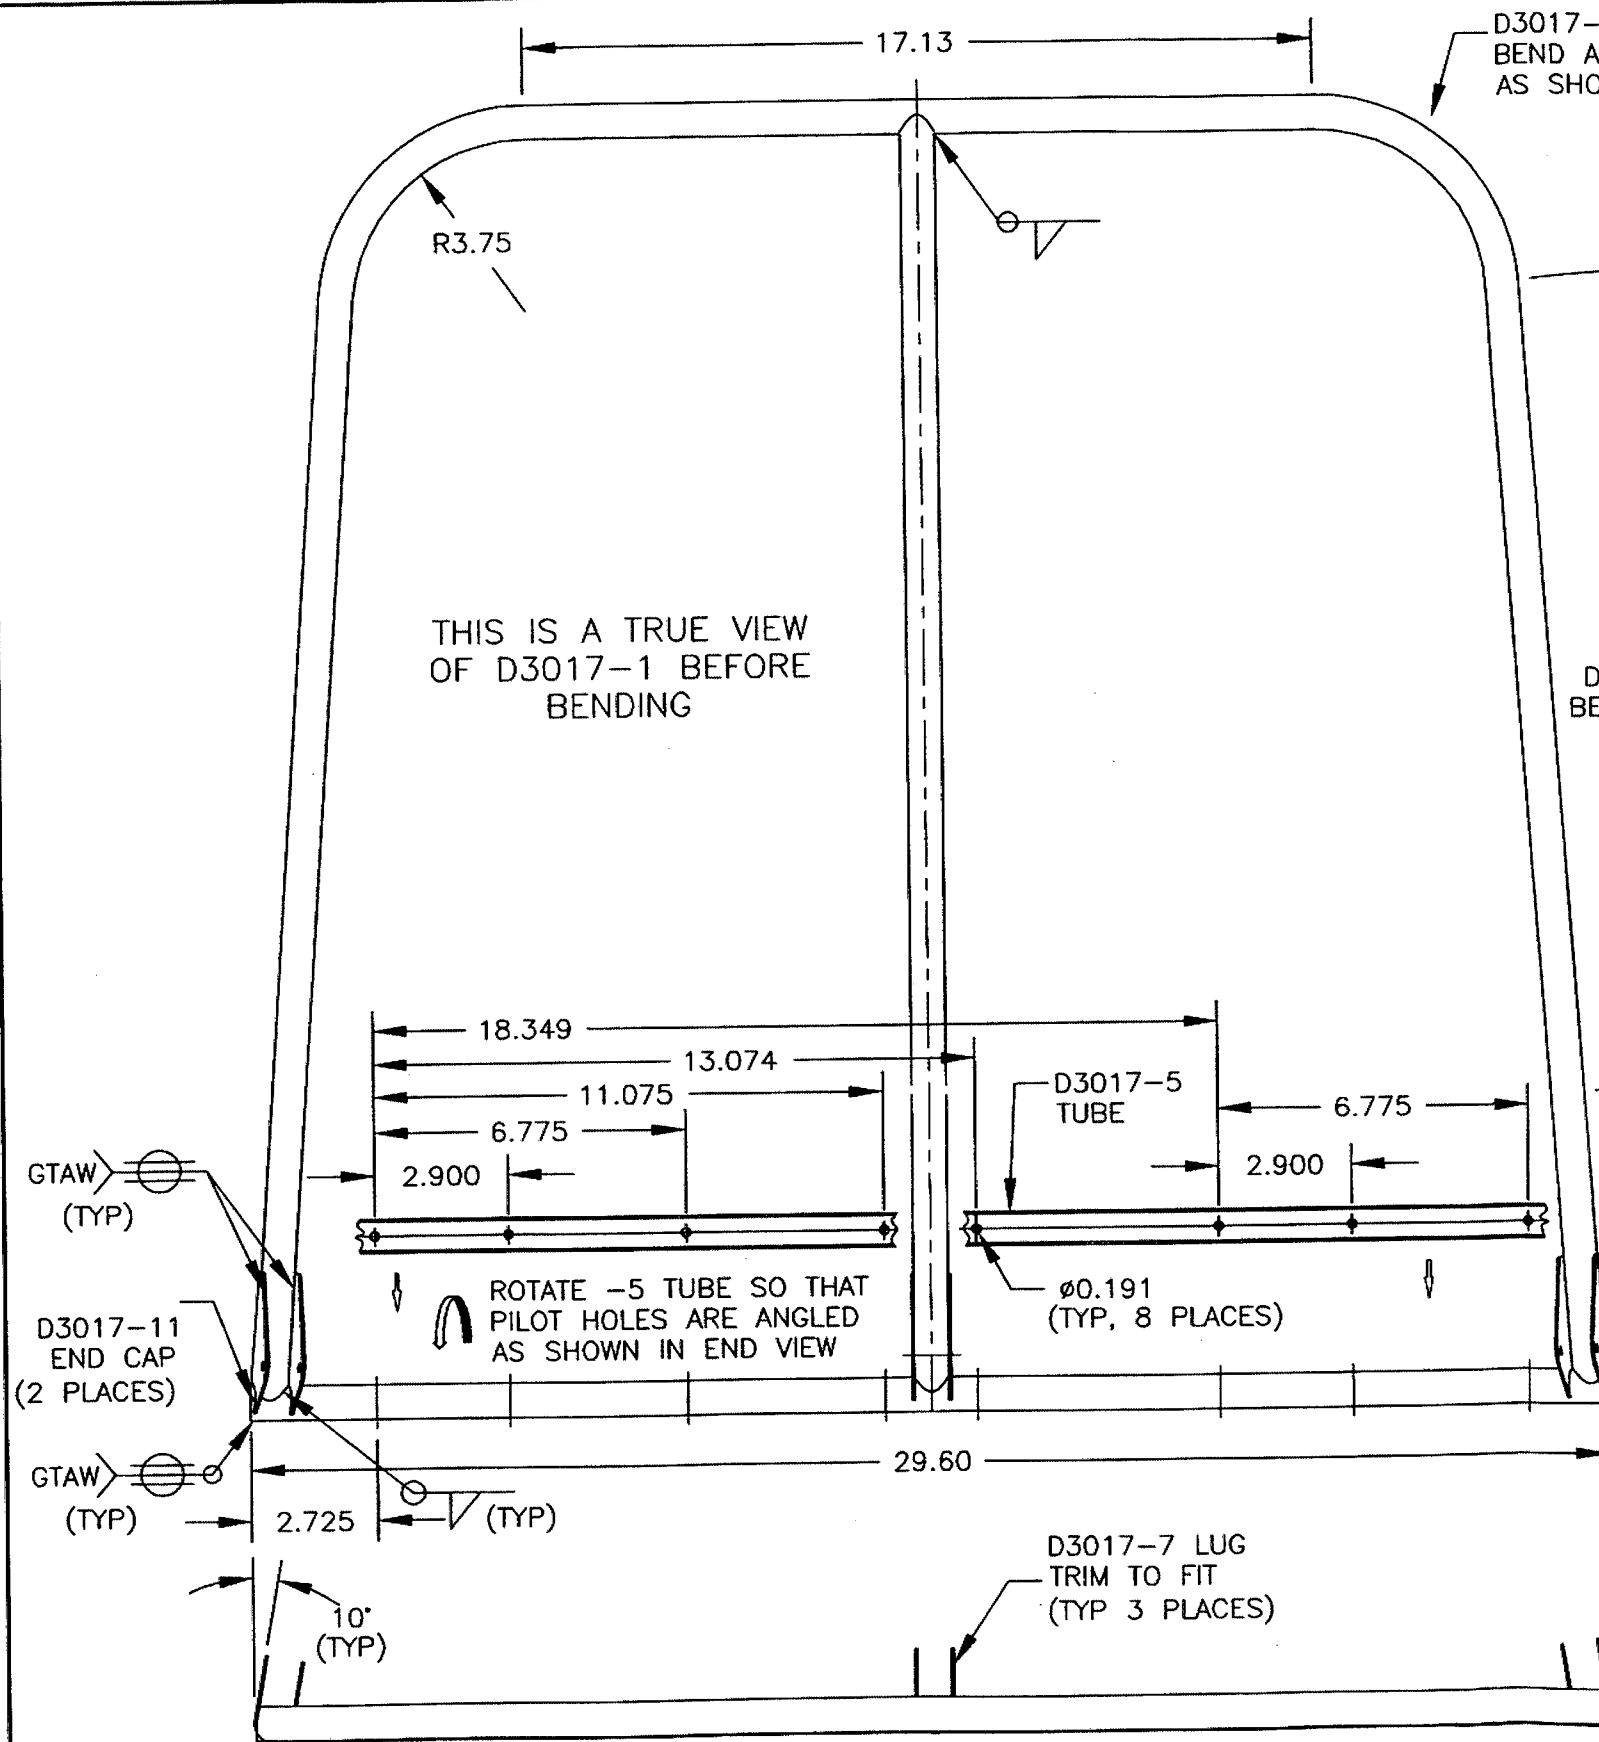 17.13
D3017-
BEND A
AS SHO
R3.75
THIS IS A TRUE VIEW
OF D3017-1 BEFORE
BENDING
D
BE
18.349
13.074
11.075
6.775
2.900
D3017-5
TUBE
6.775
2.900
GTAW
(TYP)
ROTATE -5 TUBE SO THAT
PILOT HOLES ARE ANGLED
AS SHOWN IN END VIEW
ø0.191
(TYP, 8 PLACES)
D3017-11
END CAP
(2 PLACES)
29.60
GTAW
(TYP)
2.725
(TYP)
D3017-7 LUG
TRIM TO FIT
(TYP 3 PLACES)
10°
(TYP)